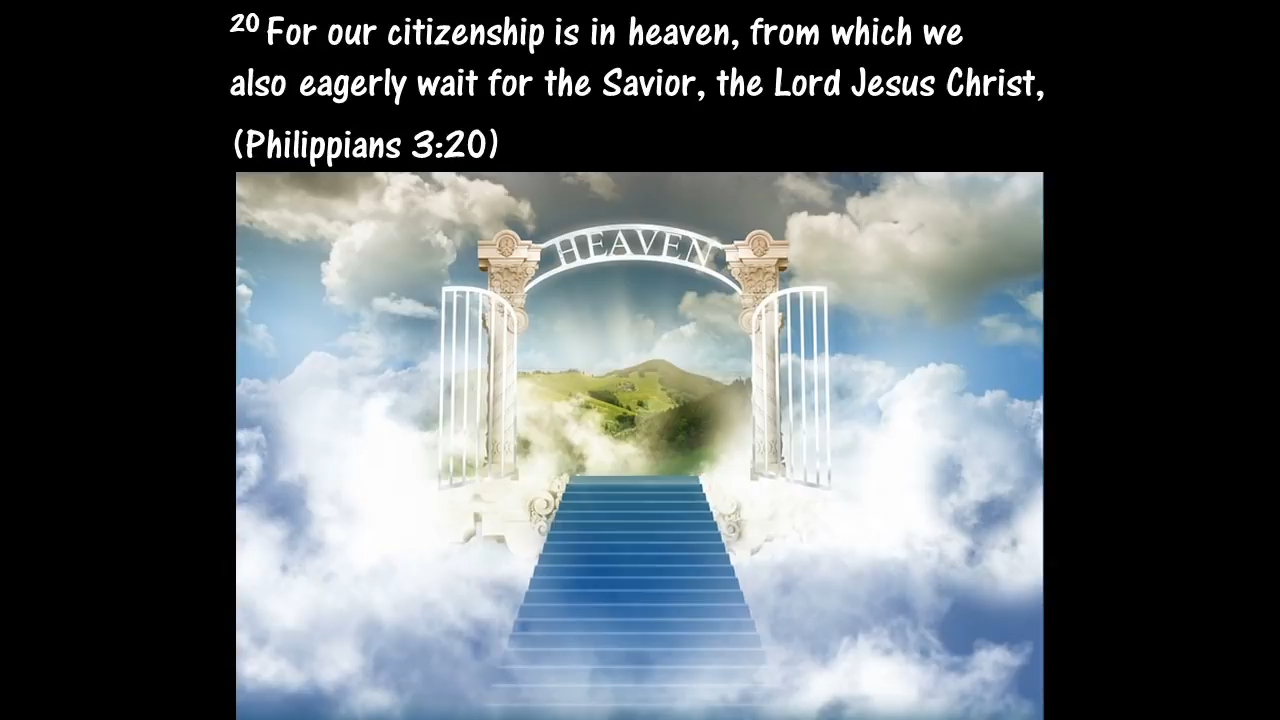 20 For our citizenship is in heaven, from which we
also eagerly wait for the Savior, the Lord Jesus Christ,
(Philippians 3:20)
HEAVEN